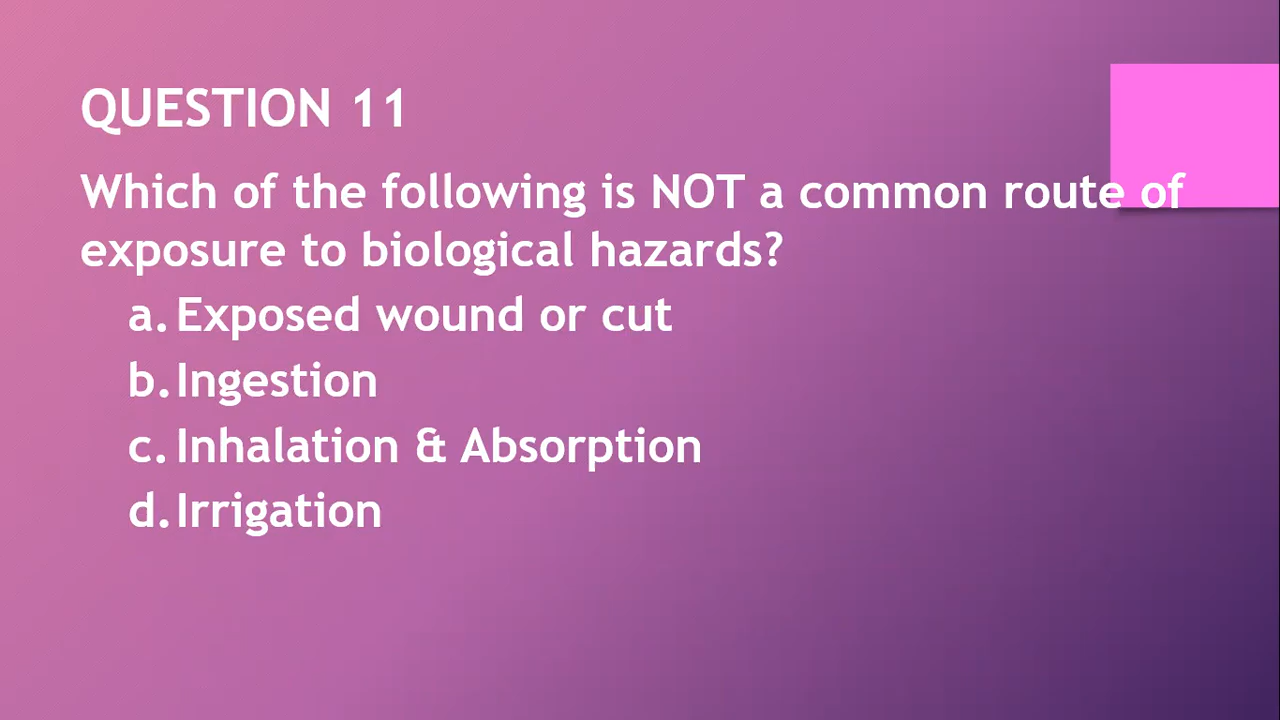 QUESTION 11
Which of the following is NOT a common route of
exposure to biological hazards?
a. Exposed wound or cut
b. Ingestion
c. Inhalation & Absorption
d. Irrigation